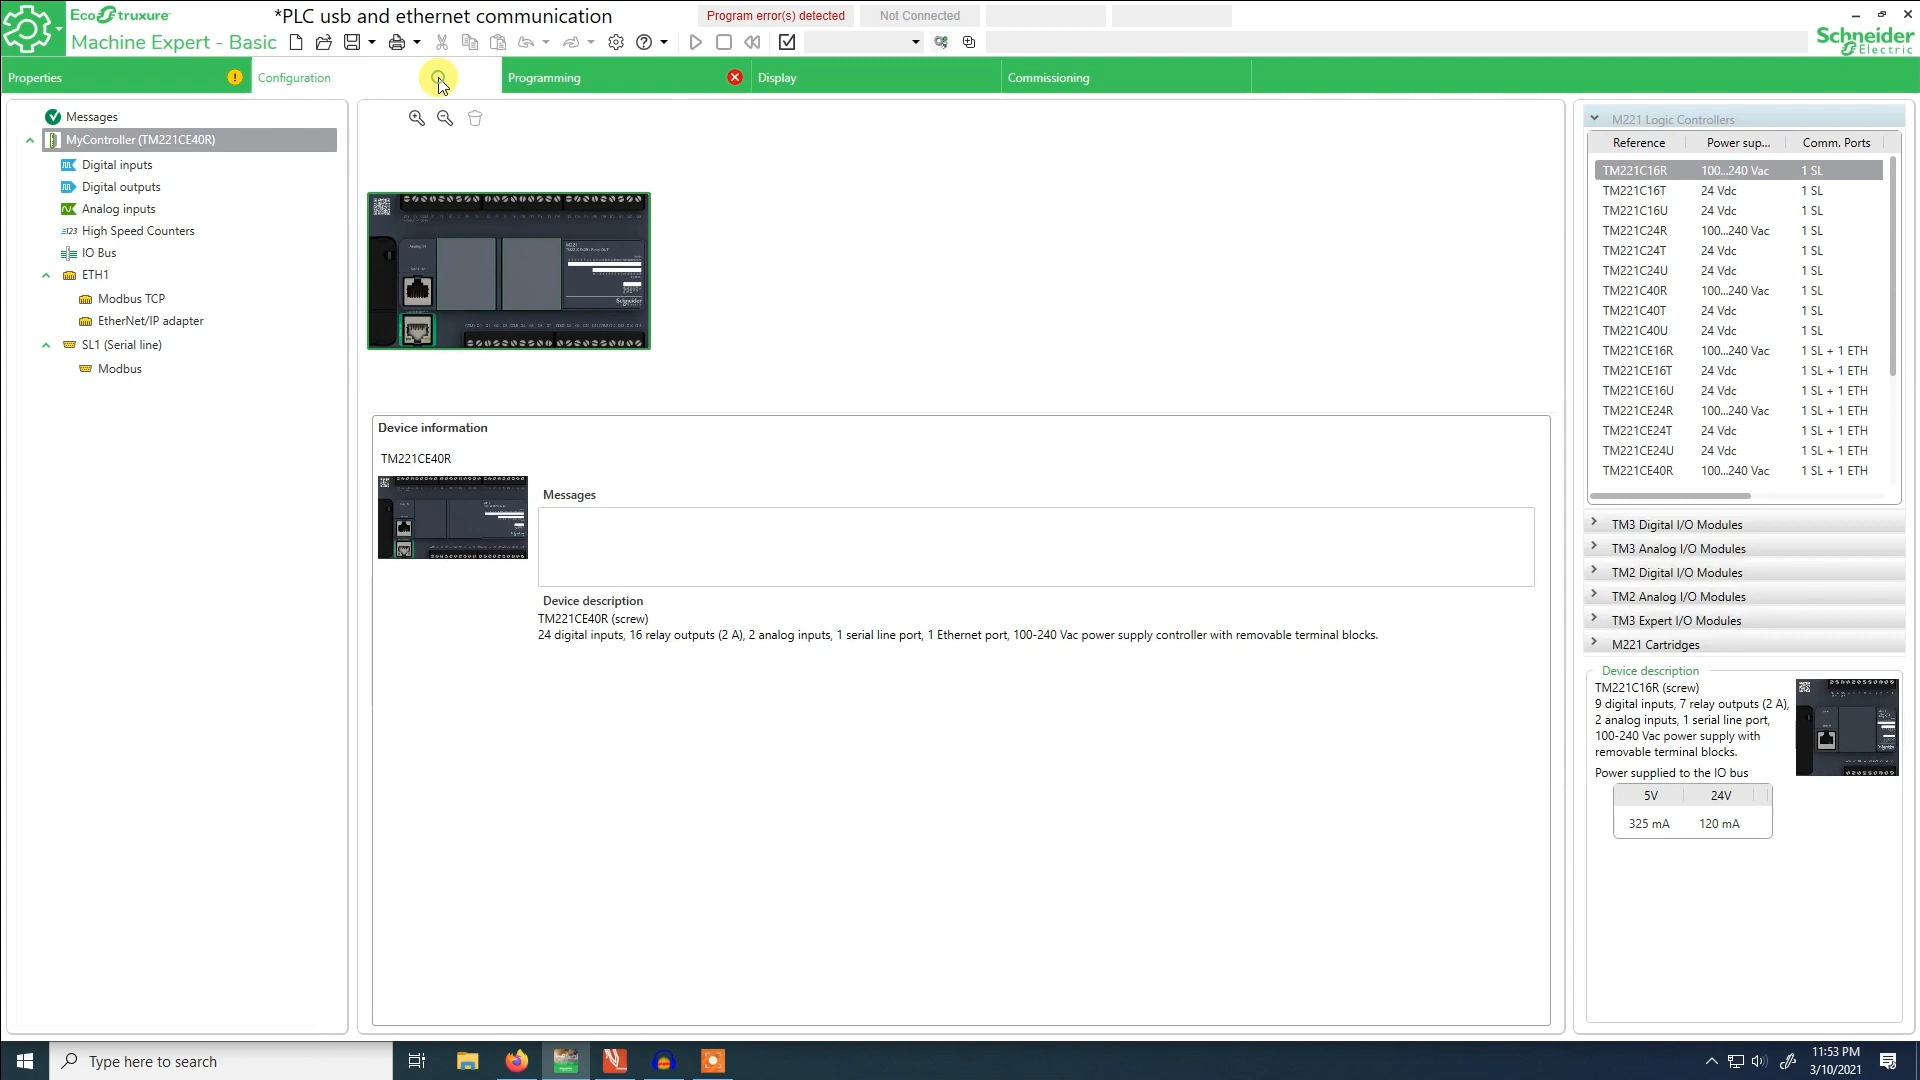 EcoStruxure
Machine Expert - Basic
*PLC usb and ethernet communication
Program error(s) detected
Not Connected
Schneider
Electric
Properties
Configuration
Programming
Display
Commissioning
Messages
MyController (TM221CE40R)
Digital inputs
Digital outputs
Analog inputs
High Speed Counters
IO Bus
ETH1
Modbus TCP
EtherNet/IP adapter
SL1 (Serial line)
Modbus
Device information
TM221CE40R
Messages
Device description
TM221CE40R (screw)
24 digital inputs, 16 relay outputs (2 A), 2 analog inputs, 1 serial line port, 1 Ethernet port, 100-240 Vac power supply controller with removable terminal blocks.
M221 Logic Controllers
Reference Power sup... Comm. Ports
TM221C16R 100...240 Vac 1 SL
TM221C16T 24 Vdc 1 SL
TM221C16U 24 Vdc 1 SL
TM221C24R 100...240 Vac 1 SL
TM221C24T 24 Vdc 1 SL
TM221C24U 24 Vdc 1 SL
TM221C40R 100...240 Vac 1 SL
TM221C40T 24 Vdc 1 SL
TM221C40U 24 Vdc 1 SL
TM221CE16R 100...240 Vac 1 SL + 1 ETH
TM221CE16T 24 Vdc 1 SL + 1 ETH
TM221CE16U 24 Vdc 1 SL + 1 ETH
TM221CE24R 100...240 Vac 1 SL + 1 ETH
TM221CE24T 24 Vdc 1 SL + 1 ETH
TM221CE24U 24 Vdc 1 SL + 1 ETH
TM221CE40R 100...240 Vac 1 SL + 1 ETH
TM3 Digital I/O Modules
TM3 Analog I/O Modules
TM2 Digital I/O Modules
TM2 Analog I/O Modules
TM3 Expert I/O Modules
M221 Cartridges
Device description
TM221C16R (screw)
9 digital inputs, 7 relay outputs (2 A),
2 analog inputs, 1 serial line port,
100-240 Vac power supply with
removable terminal blocks.
Power supplied to the IO bus
5V 24V
325 mA 120 mA
Type here to search
11:53 PM
3/10/2021